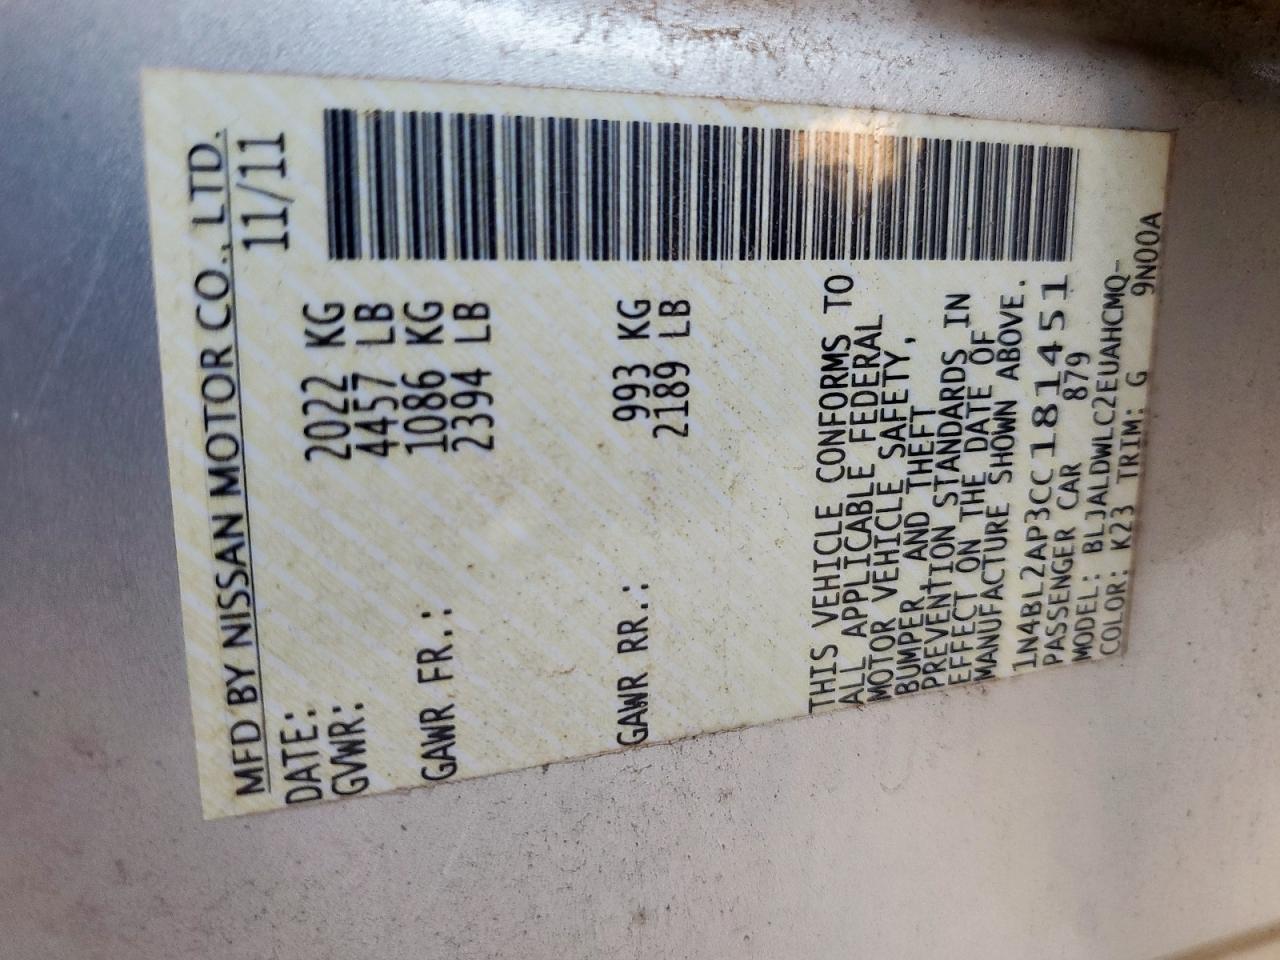 MFD BY NISSAN MOTOR CO., LTD.
DATE: 11/11
GVWR: 2022 KG
4457 LB
GAWR FR.: 1086 KG
2394 LB
GAWR RR.: 993 KG
2189 LB
THIS VEHICLE CONFORMS TO
ALL APPLICABLE FEDERAL
MOTOR VEHICLE SAFETY,
BUMPER, AND THEFT
PREVENTION STANDARDS IN
EFFECT ON THE DATE OF
MANUFACTURE SHOWN ABOVE.
1N4BL2AP3CC181451
PASSENGER CAR 879
MODEL: BLJALDWLC2EUAHCMQ-
COLOR: K23 TRIM: G 9N00A